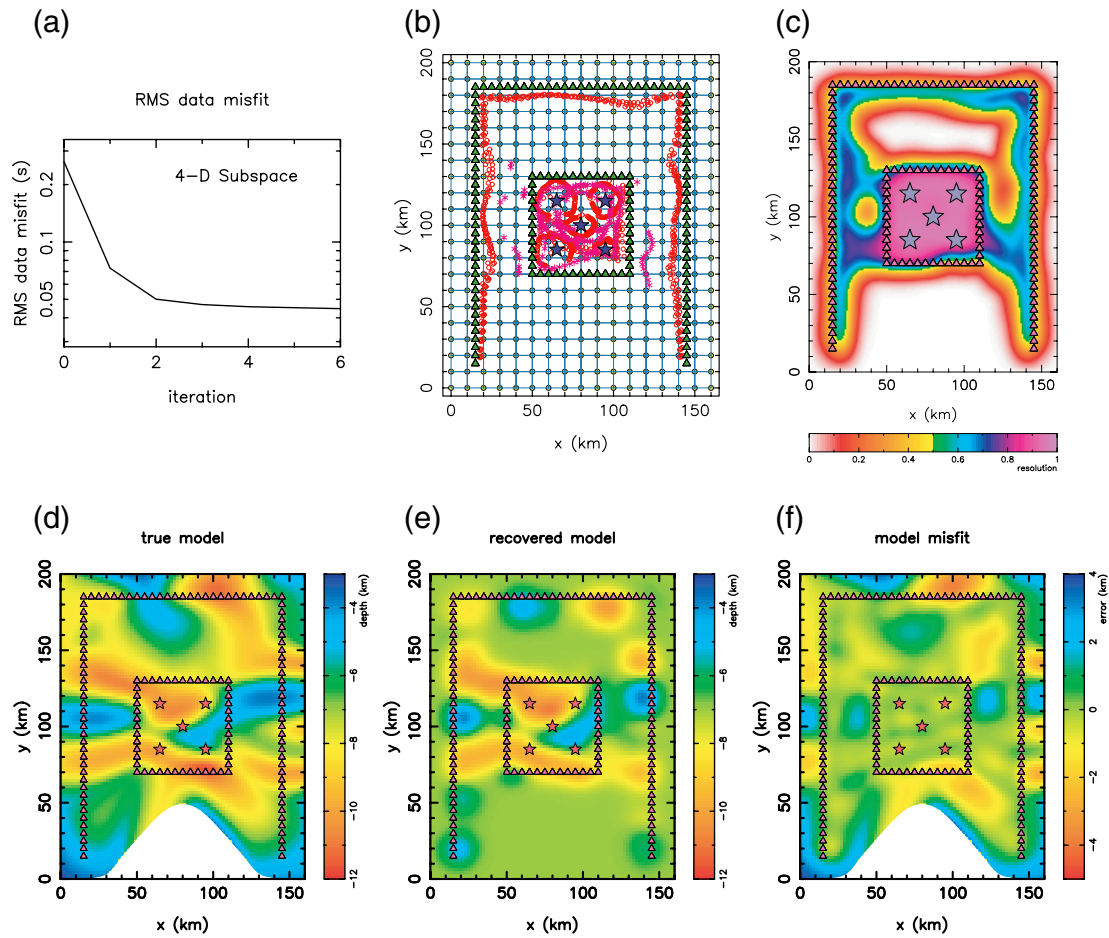 (a)
RMS data misfit
4-D Subspace
RMS data misfit (s)
0.2
0.1
0.05
0 2 4 6
iteration
(b)
y (km)
200
150
100
50
0
0 50 100 150
x (km)
(c)
y (km)
200
150
100
50
0
0 50 100 150
x (km)
0 0.2 0.4 0.6 0.8 1
resolution
(d)
true model
y (km)
200
150
100
50
0
0 50 100 150
x (km)
depth (km)
−4
−6
−8
−10
−12
(e)
recovered model
y (km)
200
150
100
50
0
0 50 100 150
x (km)
depth (km)
−4
−6
−8
−10
−12
(f)
model misfit
y (km)
200
150
100
50
0
0 50 100 150
x (km)
error (km)
4
2
0
−2
−4